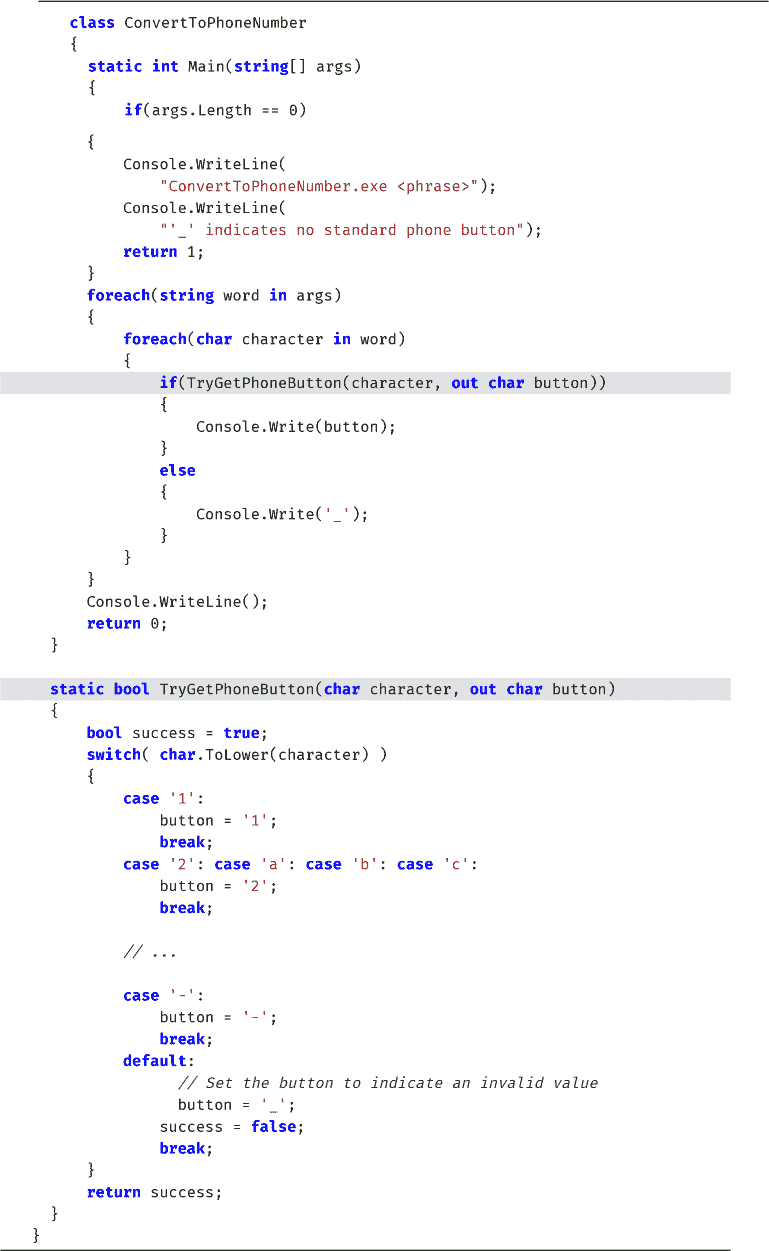 class ConvertToPhoneNumber
{
static int Main(string[] args)
{
if(args.Length == 0)
{
Console.WriteLine(
"ConvertToPhoneNumber.exe <phrase>");
Console.WriteLine(
"'_' indicates no standard phone button");
return 1;
}
foreach(string word in args)
{
foreach(char character in word)
{
if(TryGetPhoneButton(character, out char button))
{
Console.Write(button);
}
else
{
Console.Write('_');
}
}
}
Console.WriteLine();
return 0;
}
static bool TryGetPhoneButton(char character, out char button)
{
bool success = true;
switch( char.ToLower(character) )
{
case '1':
button = '1';
break;
case '2': case 'a': case 'b': case 'c':
button = '2';
break;
// ...
case '-':
button = '-';
break;
default:
// Set the button to indicate an invalid value
button = '_';
success = false;
break;
}
return success;
}
}